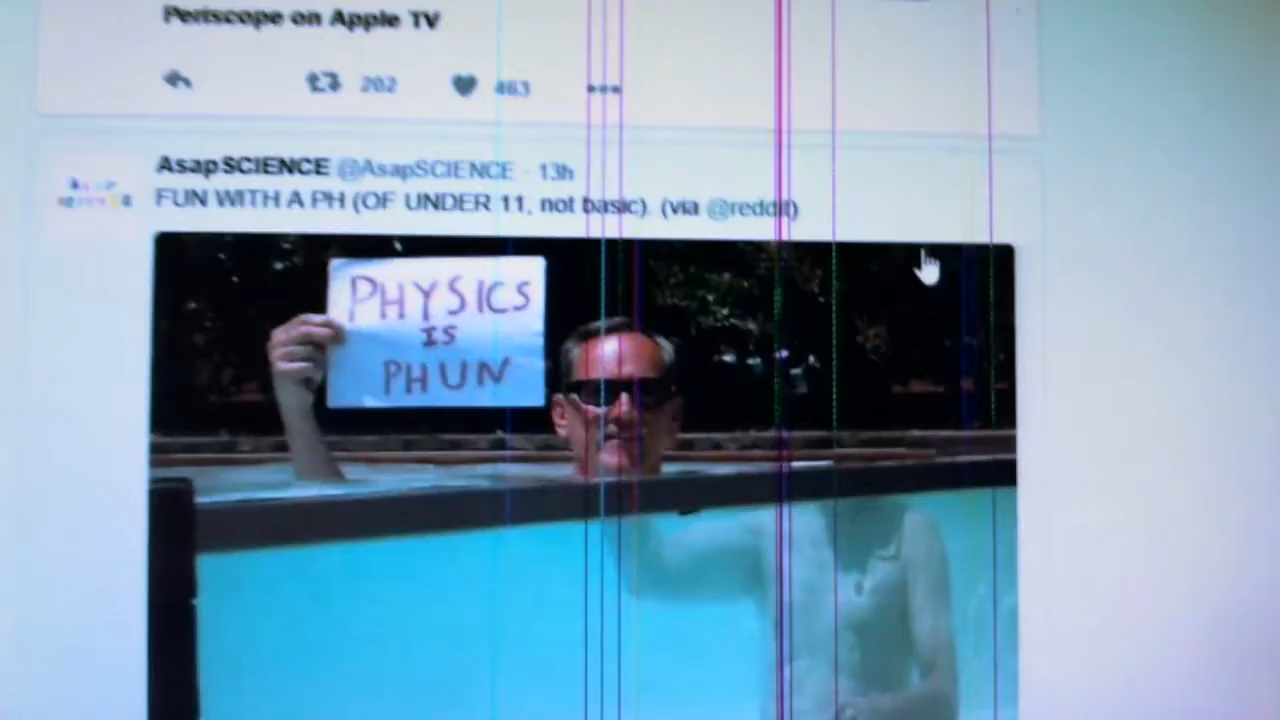 Periscope on Apple TV
202 463
AsapSCIENCE @AsapSCIENCE · 13h
FUN WITH A PH (OF UNDER 11, not basic). (via @reddit)
PHYSICS
IS
PHUN